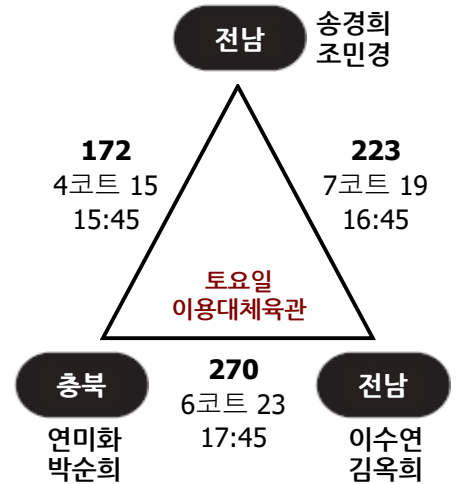 전남
송경희
조민경
172
4코트 15
15:45
223
7코트 19
16:45
토요일
이용대체육관
충북
연미화
박순희
270
6코트 23
17:45
전남
이수연
김옥희